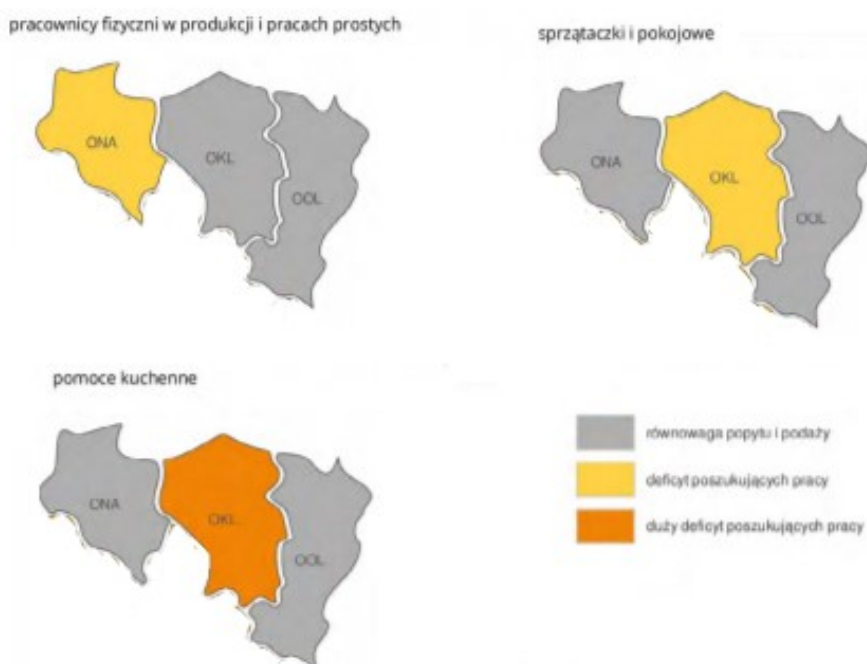 pracownicy fizyczni w produkcji i pracach prostych
ONA
OKL
OOL
sprzątaczki i pokojowe
ONA
OKL
OOL
pomoce kuchenne
ONA
OKL
OOL
równowaga popytu i podaży
deficyt poszukujących pracy
duży deficyt poszukujących pracy